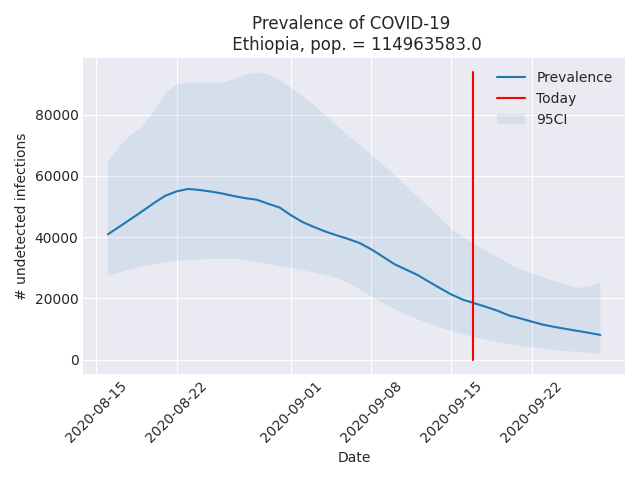 Prevalence of COVID-19
Ethiopia, pop. = 114963583.0
Prevalence
Today
95CI
80000
60000
40000
20000
0
# undetected infections
2020-08-15
2020-08-22
2020-09-01
2020-09-08
2020-09-15
2020-09-22
Date